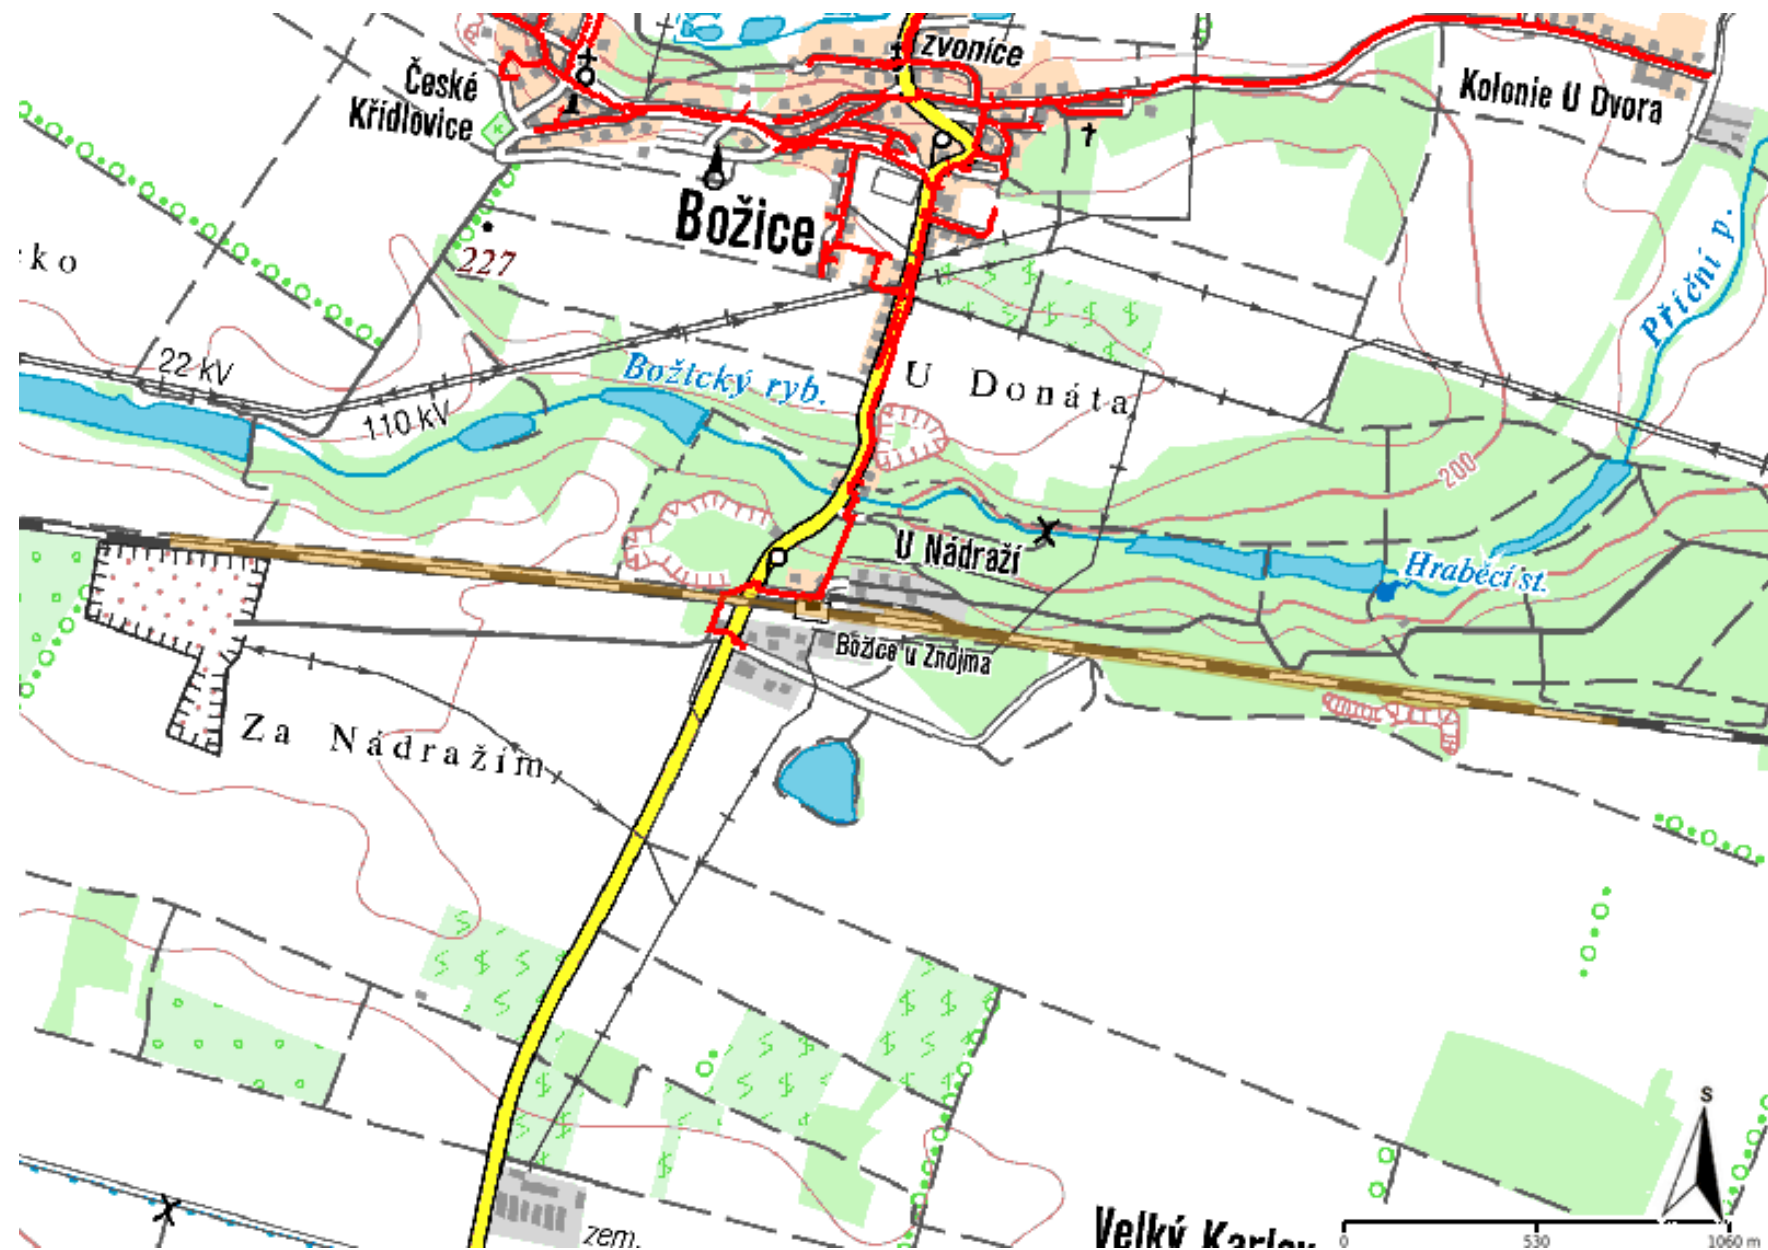 zvonice
České
Křídlovice
Kolonie U Dvora
Božice
Příční p.
227
22 kV
110 kV
Božický ryb.
U Donáta
200
U Nádraží
Hraběcí st.
Božice u Znojma
Za Nádražím
S
zem.
Velký Karlov
0 530 1060 m